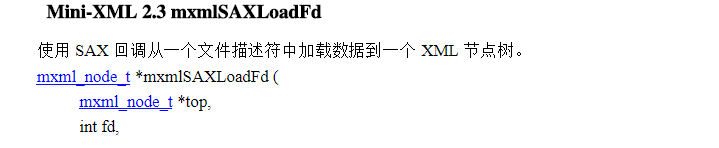 Mini-XML 2.3 mxmlSAXLoadFd
使用 SAX 回调从一个文件描述符中加载数据到一个 XML 节点树。
mxml_node_t *mxmlSAXLoadFd (
mxml_node_t *top,
int fd,